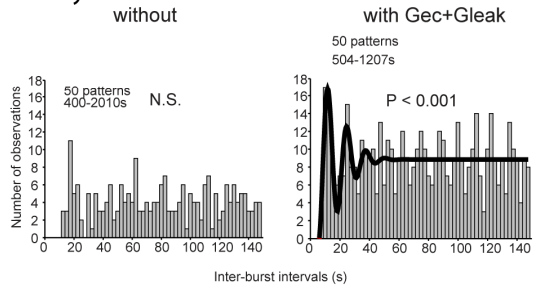 without
with Gec+Gleak
50 patterns
504-1207s
50 patterns
400-2010s
N.S.
P < 0.001
Number of observations
18
16
14
12
10
8
6
4
2
0
0 20 40 60 80 100 120 140
18
16
14
12
10
8
6
4
2
0
0 20 40 60 80 100 120 140
Inter-burst intervals (s)